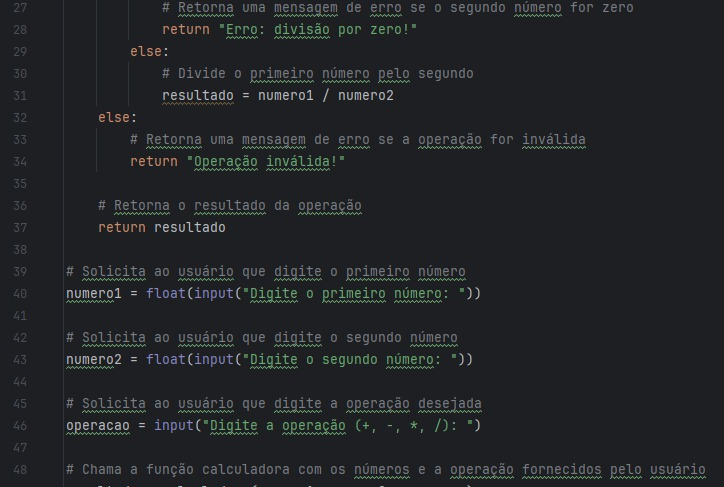 27 # Retorna uma mensagem de erro se o segundo número for zero
28 return "Erro: divisão por zero!"
29 else:
30 # Divide o primeiro número pelo segundo
31 resultado = numero1 / numero2
32 else:
33 # Retorna uma mensagem de erro se a operação for inválida
34 return "Operação inválida!"
35
36 # Retorna o resultado da operação
37 return resultado
38
39 # Solicita ao usuário que digite o primeiro número
40 numero1 = float(input("Digite o primeiro número: "))
41
42 # Solicita ao usuário que digite o segundo número
43 numero2 = float(input("Digite o segundo número: "))
44
45 # Solicita ao usuário que digite a operação desejada
46 operacao = input("Digite a operação (+, -, *, /): ")
47
48 # Chama a função calculadora com os números e a operação fornecidos pelo usuário